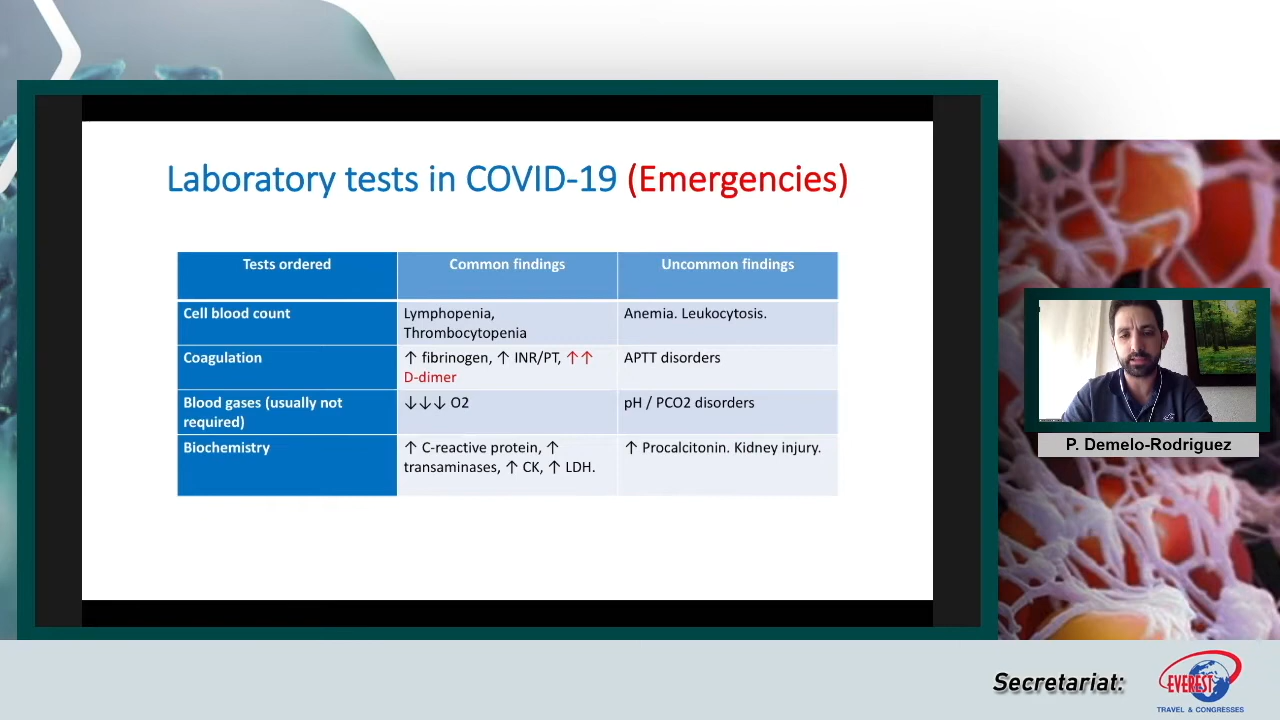 Laboratory tests in COVID-19 (Emergencies)
Tests ordered
Common findings
Uncommon findings
Cell blood count
Lymphopenia,
Thrombocytopenia
Anemia. Leukocytosis.
Coagulation
↑ fibrinogen, ↑ INR/PT, ↑↑
D-dimer
APTT disorders
Blood gases (usually not
required)
↓↓↓ O2
pH / PCO2 disorders
Biochemistry
↑ C-reactive protein, ↑
transaminases, ↑ CK, ↑ LDH.
↑ Procalcitonin. Kidney injury.
P. Demelo-Rodriguez
Secretariat:
EVEREST
TRAVEL & CONGRESSES